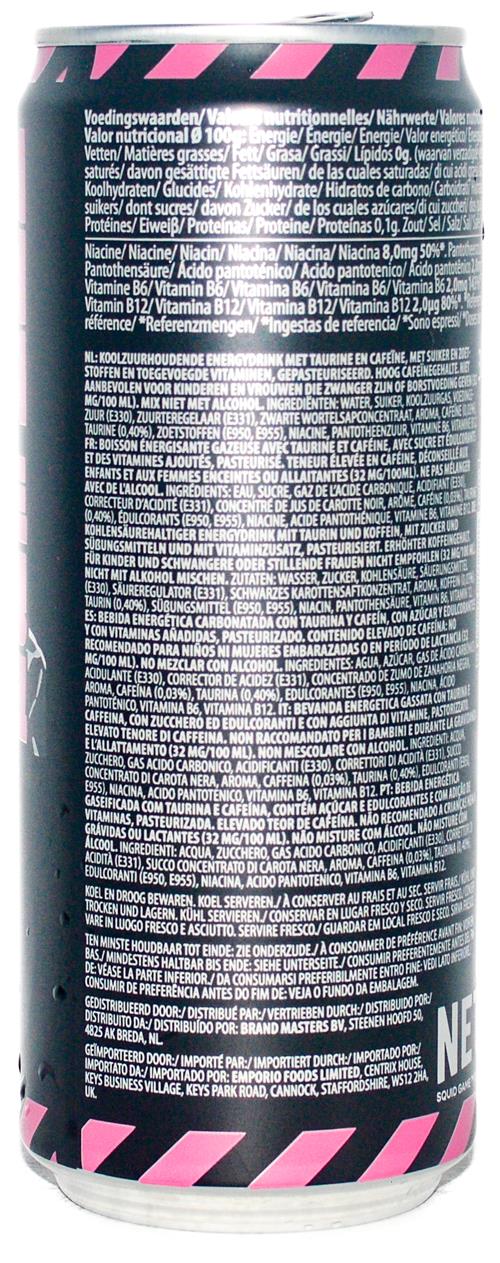 Voedingswaarden/ Valeurs nutritionnelles/ Nährwerte/ Valores
Valor nutricional Ø 100g: Energie/ Énergie/ Energie/ Valor energético/
Vetten/ Matières grasses/ Fett/ Grasa/ Grassi/ Lípidos 0g. (waarvan verzadigde
saturés/ davon gesättigte Fettsäuren/ de las cuales saturadas/ di cui acidi
Koolhydraten/ Glucides/ Kohlenhydrate/ Hidratos de carbono/ Carboidrati/
suikers/ dont sucres/ davon Zucker/ de los cuales azúcares/di cui zuccheri/
Protéines/ Eiweiß/ Proteínas/ Proteine/ Proteínas 0,1g. Zout/ Sel/ Salz/ Sal/
Niacine/ Niacine/ Niacin/ Niacina/ Niacina/ Niacina 8,0mg 50%*.
Pantothensäure/ Ácido pantoténico/ Acido pantotenico/ Ácido pantoténico
Vitamine B6/ Vitamin B6/ Vitamina B6/ Vitamina B6/ Vitamina B6 2,0mg
Vitamin B12/ Vitamin B12/ Vitamina B12/ Vitamina B12 2,0µg 80%*.
référence/ *Referenzmengen/ *Ingestas de referencia/ *Sono espressi/
NL: KOOLZUURHOUDENDE ENERGYDRINK MET TAURINE EN CAFEÏNE, MET SUIKER EN ZOET-
STOFFEN EN TOEGEVOEGDE VITAMINEN, GEPASTEURISEERD. HOOG CAFEÏNEGEHALTE. NIET
AANBEVOLEN VOOR KINDEREN EN VROUWEN DIE ZWANGER ZIJN OF BORSTVOEDING GEVEN (32
MG/100 ML). MIX NIET MET ALCOHOL. INGREDIËNTEN: WATER, SUIKER, KOOLZUURGAS, VOEDINGS-
ZUUR (E330), ZUURTEREGELAAR (E331), ZWARTE WORTELSAPCONCENTRAAT, AROMA, CAFEÏNE (0,03%),
TAURINE (0,40%), ZOETSTOFFEN (E950, E955), NIACINE, PANTOTHEENZUUR, VITAMINE B6, VITAMINE
FR: BOISSON ÉNERGISANTE GAZEUSE AVEC TAURINE ET CAFÉINE, AVEC SUCRE ET ÉDULCORANTS
ET DES VITAMINES AJOUTÉS, PASTEURISÉ. TENEUR ÉLEVÉE EN CAFÉINE, DÉCONSEILLÉ AUX
ENFANTS ET AUX FEMMES ENCEINTES OU ALLAITANTES (32 MG/100ML). NE PAS MÉLANGER
AVEC DE L'ALCOOL. INGRÉDIENTS: EAU, SUCRE, GAZ DE L'ACIDE CARBONIQUE, ACIDIFIANT (E330),
CORRECTEUR D'ACIDITÉ (E331), CONCENTRÉ DE JUS DE CAROTTE NOIR, ARÔME, CAFÉINE (0,03%),
(0,40%), ÉDULCORANTS (E950, E955), NIACINE, ACIDE PANTOTHÉNIQUE, VITAMINE B6, VITAMINE
KOHLENSÄUREHALTIGER ENERGYDRINK MIT TAURIN UND KOFFEIN, MIT ZUCKER UND
SÜBUNGSMITTELN UND MIT VITAMINZUSATZ, PASTEURISIERT. ERHÖHTER KOFFEINGEHALT.
FÜR KINDER UND SCHWANGERE ODER STILLENDE FRAUEN NICHT EMPFOHLEN (32 MG/100 ML).
NICHT MIT ALKOHOL MISCHEN. ZUTATEN: WASSER, ZUCKER, KOHLENSÄURE, SÄUERUNGSMITTEL
(E330), SÄUREREGULATOR (E331), SCHWARZES KAROTTENSAFTKONZENTRAT, AROMA, KOFFEIN
TAURIN (0,40%), SÜBUNGSMITTEL (E950, E955), NIACIN, PANTOTHENSÄURE, VITAMIN B6, VITAMIN
ES: BEBIDA ENERGÉTICA CARBONATADA CON TAURINA Y CAFEÍN, CON AZÚCAR Y EDULCORANTES
Y CON VITAMINAS AÑADIDAS, PASTEURIZADO. CONTENIDO ELEVADO DE CAFEÍNA: NO
RECOMENDADO PARA NIÑOS NI MUJERES EMBARAZADAS O EN PERÍODO DE LACTANCIA (32
MG/100 ML). NO MEZCLAR CON ALCOHOL. INGREDIENTES: AGUA, AZÚCAR, GAS DE ÁCIDO CARBÓNICO,
ACIDULANTE (E330), CORRECTOR DE ACIDEZ (E331), CONCENTRADO DE ZUMO DE ZANAHORIA NEGRA,
AROMA, CAFEÍNA (0,03%), TAURINA (0,40%), EDULCORANTES (E950, E955), NIACINA, ÁCIDO
PANTOTÉNICO, VITAMINA B6, VITAMINA B12. IT: BEVANDA ENERGETICA GASSATA CON TAURINA E
CAFFEINA, CON ZUCCHERO ED EDULCORANTI E CON AGGIUNTA DI VITAMINE, PASTORIZZATO.
ELEVATO TENORE DI CAFFEINA. NON RACCOMANDATO PER I BAMBINI E DURANTE LA GRAVIDANZA
E L'ALLATTAMENTO (32 MG/100 ML). NON MESCOLARE CON ALCOHOL. INGREDIENTI: ACQUA,
ZUCCHERO, GAS ACIDO CARBONICO, ACIDIFICANTI (E330), CORRETTORI DI ACIDITÀ (E331), SUCCO
CONCENTRATO DI CAROTA NERA, AROMA, CAFFEINA (0,03%), TAURINA (0,40%), EDULCORANTI (E950,
E955), NIACINA, ACIDO PANTOTENICO, VITAMINA B6, VITAMINA B12. PT: BEBIDA ENERGÉTICA
GASEIFICADA COM TAURINA E CAFEÍNA, CONTÉM AÇÚCAR E EDULCORANTES E COM ADIÇÃO DE
VITAMINAS, PASTEURIZADA. ELEVADO TEOR DE CAFEÍNA. NÃO RECOMENDADO A CRIANÇAS NEM
GRÁVIDAS OU LACTANTES (32 MG/100 ML). NÃO MISTURE COM ÁLCOOL. NÃO MISTURE COM
ÁLCOOL. INGREDIENTI: ACQUA, ZUCCHERO, GAS ACIDO CARBONICO, ACIDIFICANTI (E330),
ACIDITÀ (E331), SUCCO CONCENTRATO DI CAROTA NERA, AROMA, CAFFEINA (0,03%), TAURINA (0,40%),
EDULCORANTI (E950, E955), NIACINA, ACIDO PANTOTENICO, VITAMINA B6, VITAMINA B12.
KOEL EN DROOG BEWAREN. KOEL SERVEREN./ À CONSERVER AU FRAIS ET AU SEC. SERVIR FRAIS./ KÜHL,
TROCKEN UND LAGERN. KÜHL SERVIEREN./ CONSERVAR EN LUGAR FRESCO Y SECO. SERVIR FRESCO./
VARE IN LUOGO FRESCO E ASCIUTTO. SERVIRE FRESCO./ GUARDAR EM LOCAL FRESCO E SECO.
TEN MINSTE HOUDBAAR TOT EINDE: ZIE ONDERZIJDE./ À CONSOMMER DE PRÉFÉRENCE AVANT FIN,
BAS./ MINDESTENS HALTBAR BIS ENDE: SIEHE UNTERSEITE./ CONSUMIR PREFERENTEMENTE ANTES DEL FIN
DE: VÉASE LA PARTE INFERIOR./ DA CONSUMARSI PREFERIBILMENTE ENTRO FINE: VEDI LATO INFERIORE./
CONSUMIR DE PREFERÊNCIA ANTES DO FIM DE: VEJA O FUNDO DA EMBALAGEM.
GEDISTRIBUEERD DOOR:/ DISTRIBUÉ PAR:/ VERTRIEBEN DURCH:/ DISTRIBUIDO POR:/
DISTRIBUITO DA:/ DISTRIBUÍDO POR: BRAND MASTERS BV, STEENEN HOOFD 50,
4825 AK BREDA, NL.
GEÏMPORTEERD DOOR:/ IMPORTÉ PAR:/ IMPORTIERT DURCH:/ IMPORTADO POR:/
IMPORTATO DA:/ IMPORTADO POR: EMPORIO FOODS LIMITED, CENTRIX HOUSE,
KEYS BUSINESS VILLAGE, KEYS PARK ROAD, CANNOCK, STAFFORDSHIRE, WS12 2HA,
UK.
NE
SQUID GAME